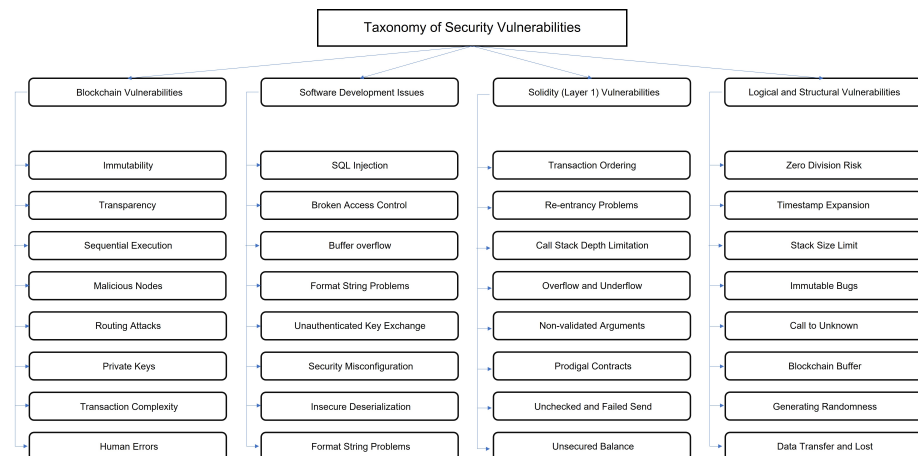 Taxonomy of Security Vulnerabilities
Blockchain Vulnerabilities
Software Development Issues
Solidity (Layer 1) Vulnerabilities
Logical and Structural Vulnerabilities
Immutability
SQL Injection
Transaction Ordering
Zero Division Risk
Transparency
Broken Access Control
Re-entrancy Problems
Timestamp Expansion
Sequential Execution
Buffer overflow
Call Stack Depth Limitation
Stack Size Limit
Malicious Nodes
Format String Problems
Overflow and Underflow
Immutable Bugs
Routing Attacks
Unauthenticated Key Exchange
Non-validated Arguments
Call to Unknown
Private Keys
Security Misconfiguration
Prodigal Contracts
Blockchain Buffer
Transaction Complexity
Insecure Deserialization
Unchecked and Failed Send
Generating Randomness
Human Errors
Format String Problems
Unsecured Balance
Data Transfer and Lost